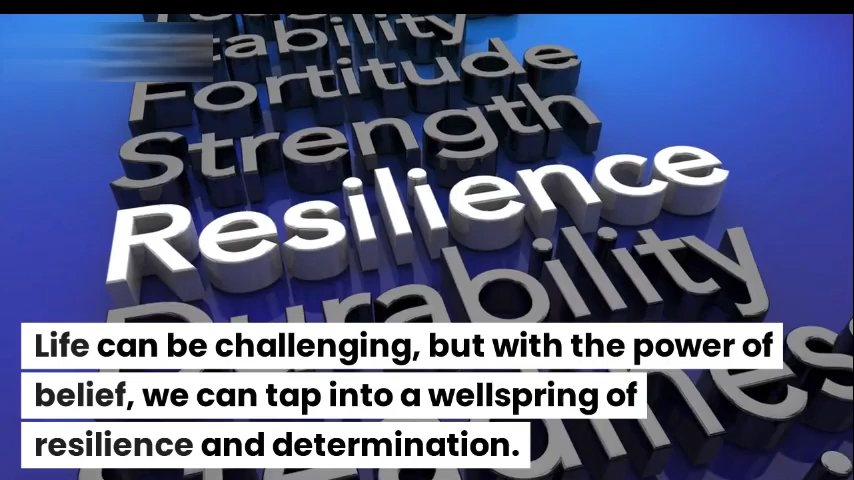 Fortitude
Strength
Resilience
Durability
Life can be challenging, but with the power of
belief, we can tap into a wellspring of
resilience and determination.